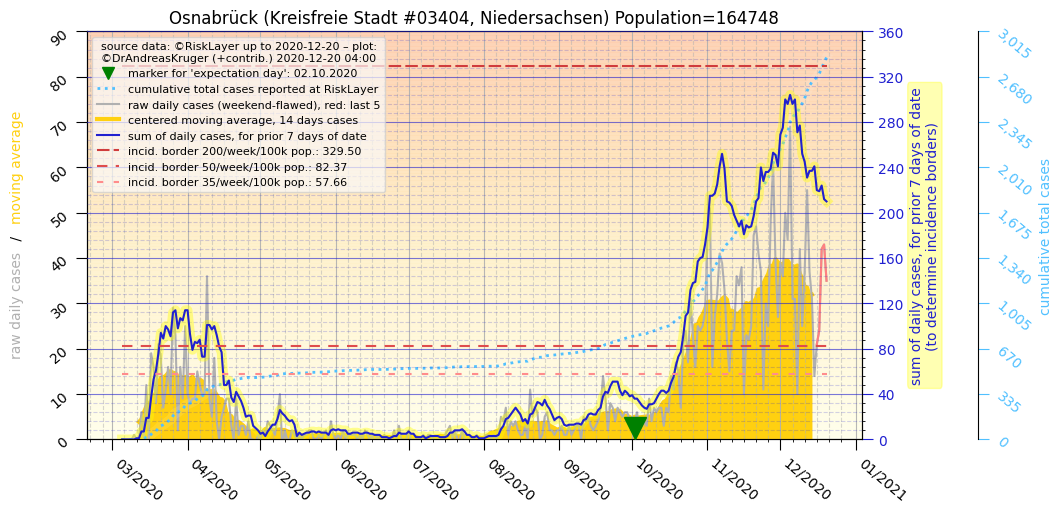 Osnabrück (Kreisfreie Stadt #03404, Niedersachsen) Population=164748
source data: ©RiskLayer up to 2020-12-20 – plot:
©DrAndreasKruger (+contrib.) 2020-12-20 04:00
marker for 'expectation day': 02.10.2020
cumulative total cases reported at RiskLayer
raw daily cases (weekend-flawed), red: last 5
centered moving average, 14 days cases
sum of daily cases, for prior 7 days of date
incid. border 200/week/100k pop.: 329.50
incid. border 50/week/100k pop.: 82.37
incid. border 35/week/100k pop.: 57.66
raw daily cases / moving average
90
80
70
60
50
40
30
20
10
0
03/2020
04/2020
05/2020
06/2020
07/2020
08/2020
09/2020
10/2020
11/2020
12/2020
01/2021
360
320
280
240
200
160
120
80
40
0
sum of daily cases, for prior 7 days of date
(to determine incidence borders)
3,015
2,680
2,345
2,010
1,675
1,340
1,005
670
335
0
cumulative total cases